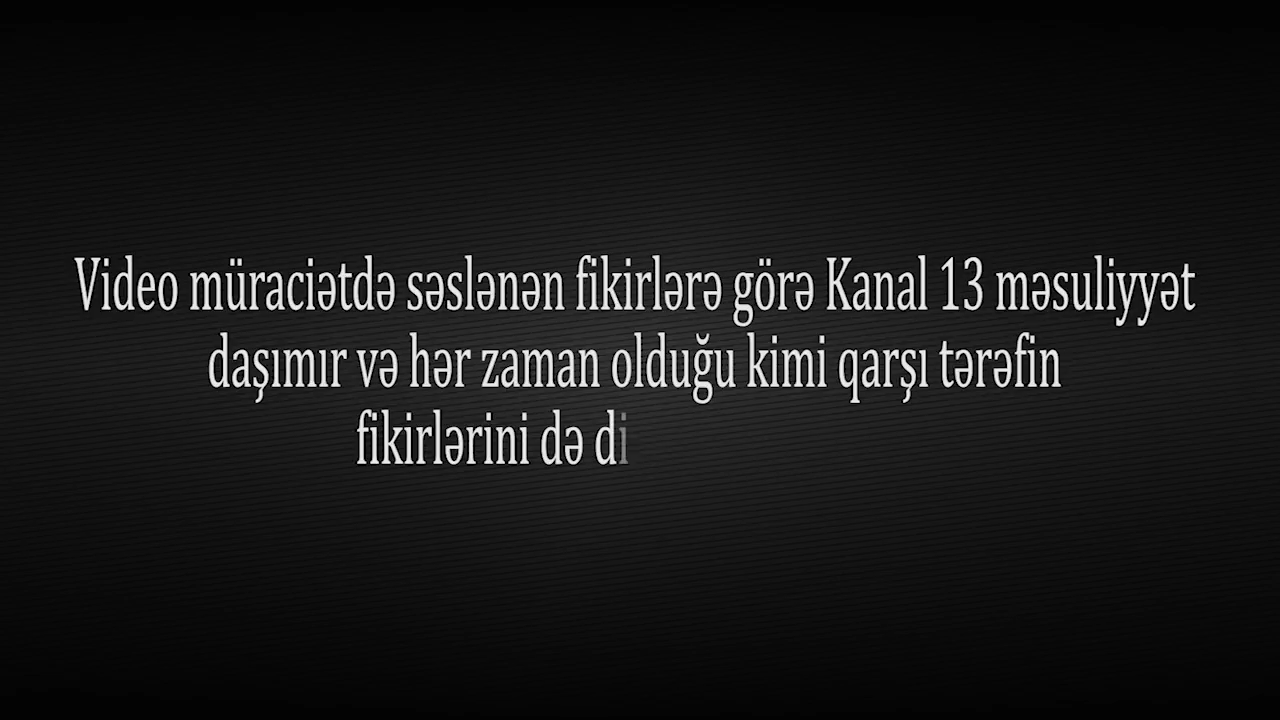 Video müraciətdə səslənən fikirlərə görə Kanal 13 məsuliyyət
daşımır və hər zaman olduğu kimi qarşı tərəfin
fikirlərini də di